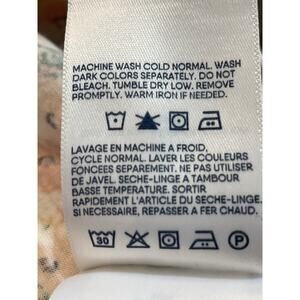 MACHINE WASH COLD NORMAL. WASH
DARK COLORS SEPARATELY. DO NOT
BLEACH. TUMBLE DRY LOW. REMOVE
PROMPTLY. WARM IRON IF NEEDED.
LAVAGE EN MACHINE A FROID,
CYCLE NORMAL. LAVER LES COULEURS
FONCEES SEPAREMENT. NE PAS UTILISER
DE JAVEL. SECHE-LINGE A TAMBOUR
BASSE TEMPERATURE. SORTIR
RAPIDEMENT L'ARTICLE DU SECHE-LINGE.
SI NECESSAIRE, REPASSER A FER CHAUD.
30 P